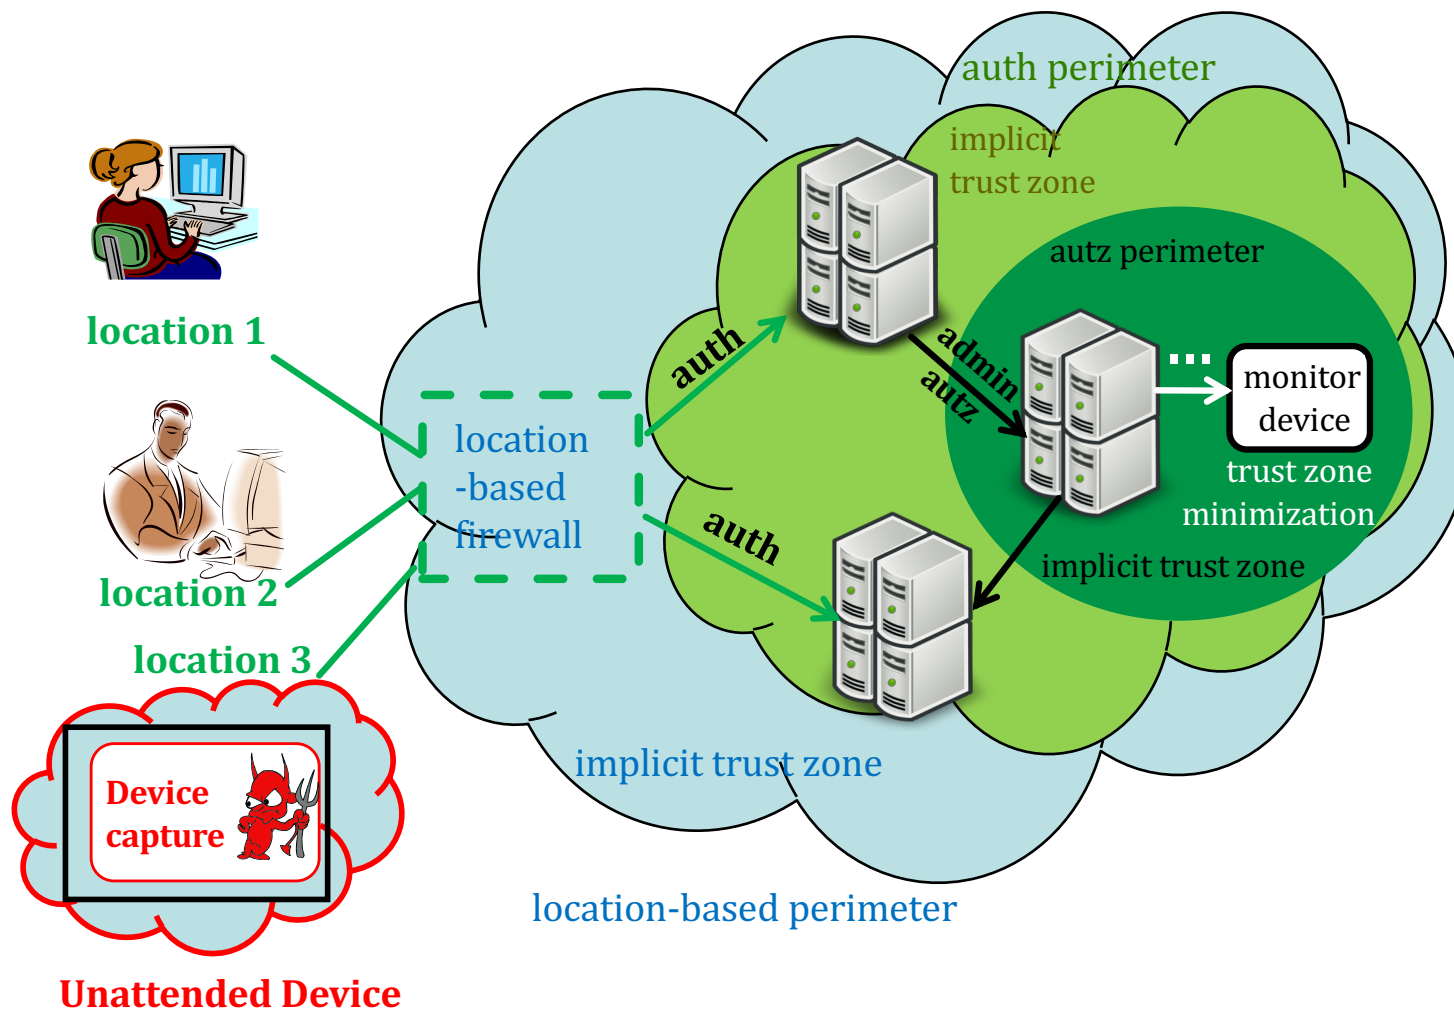 auth perimeter
implicit
trust zone
autz perimeter
location 1
auth
admin
autz
monitor
device
location
-based
firewall
trust zone
minimization
auth
implicit trust zone
location 2
location 3
implicit trust zone
Device
capture
location-based perimeter
Unattended Device